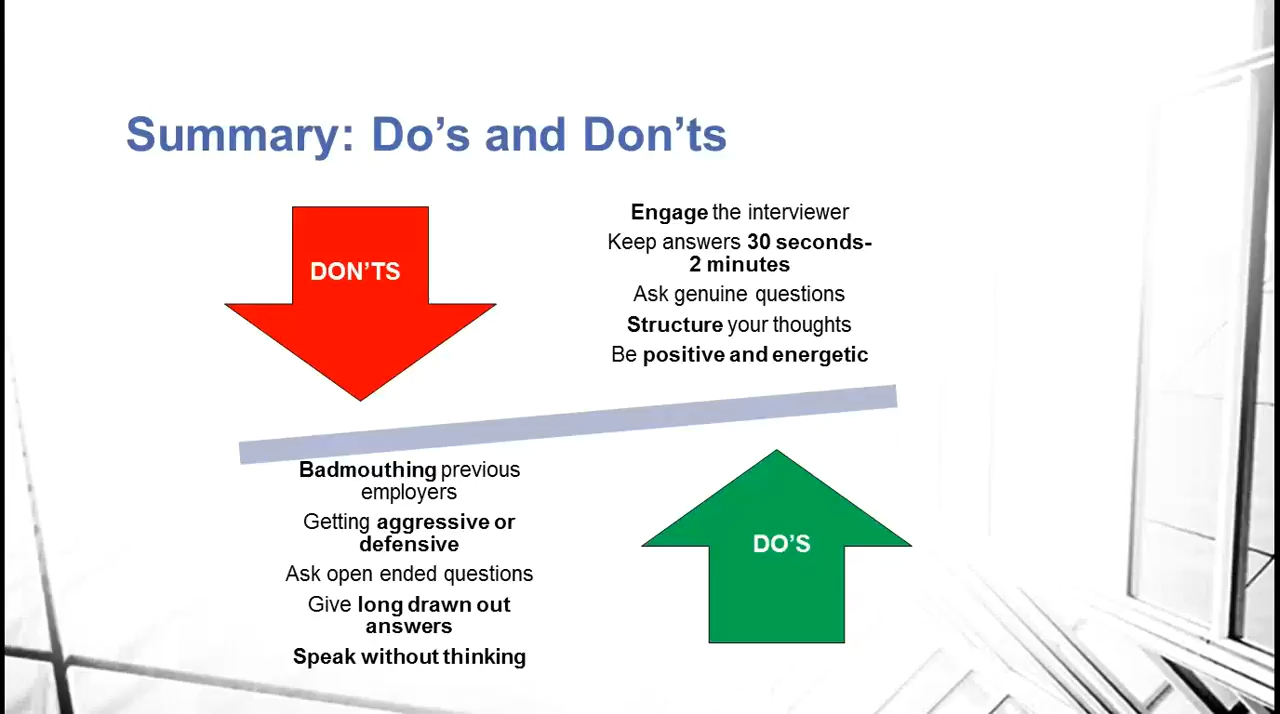 Summary: Do’s and Don’ts
DON’TS
Engage the interviewer
Keep answers 30 seconds-
2 minutes
Ask genuine questions
Structure your thoughts
Be positive and energetic
Badmouthing previous
employers
Getting aggressive or
defensive
Ask open ended questions
Give long drawn out
answers
Speak without thinking
DO’S